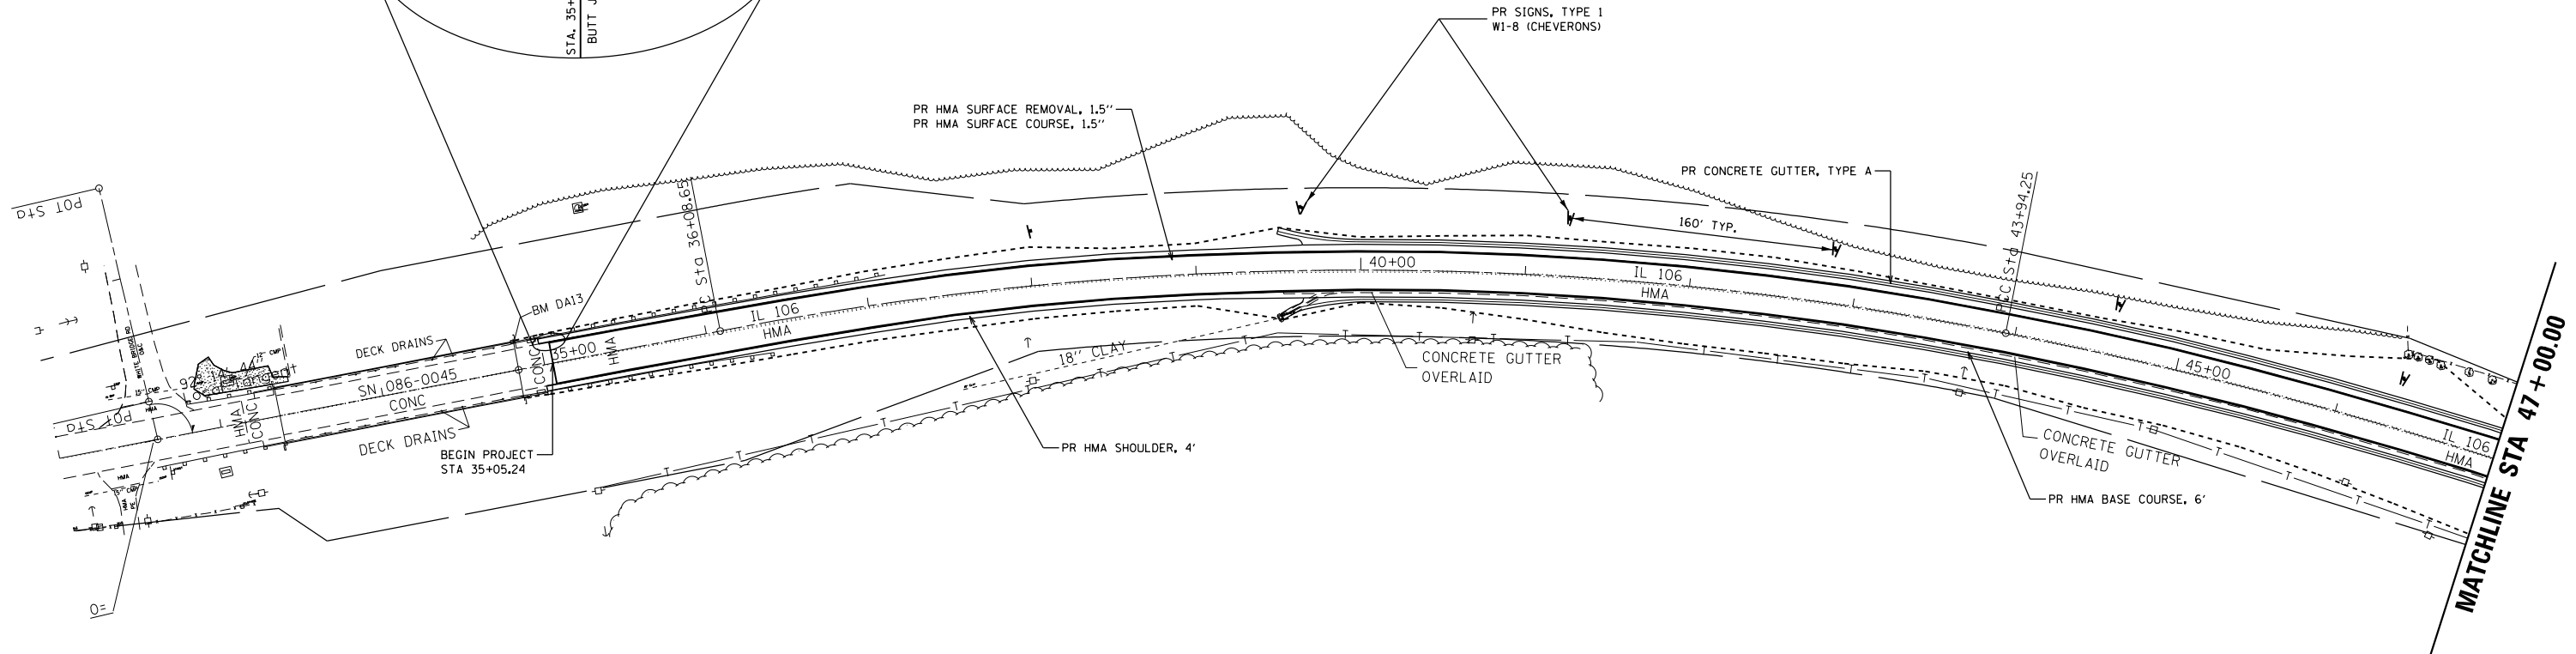 STA. 35+
BUTT J
PR SIGNS, TYPE 1
W1-8 (CHEVERONS)
PR HMA SURFACE REMOVAL, 1.5"
PR HMA SURFACE COURSE, 1.5"
PR CONCRETE GUTTER, TYPE A
160' TYP.
POT Sta
Sta 36+08.65
Sta 43+94.25
BM DA13
40+00
IL 106
HMA
IL 106
HMA
35+00
CONC
HMA
DECK DRAINS
SN 086-0045
CONC
HMA
CONC
POT Sta
DECK DRAINS
18" CLAY
CONCRETE GUTTER
OVERLAID
45+00
IL 106
HMA
BEGIN PROJECT
STA 35+05.24
PR HMA SHOULDER, 4'
CONCRETE GUTTER
OVERLAID
PR HMA BASE COURSE, 6'
MATCHLINE STA 47+00.00
0=